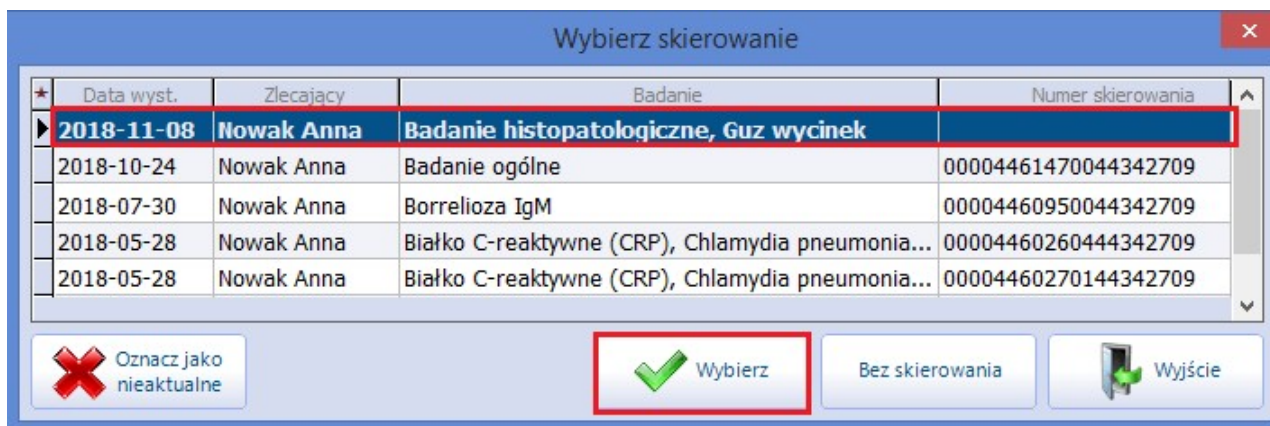 Wybierz skierowanie
Data wyst. Zlecający Badanie Numer skierowania
2018-11-08 Nowak Anna Badanie histopatologiczne, Guz wycinek
2018-10-24 Nowak Anna Badanie ogólne 00004461470044342709
2018-07-30 Nowak Anna Borrelioza IgM 00004460950044342709
2018-05-28 Nowak Anna Białko C-reaktywne (CRP), Chlamydia pneumonia... 00004460260444342709
2018-05-28 Nowak Anna Białko C-reaktywne (CRP), Chlamydia pneumonia... 00004460270144342709
Oznacz jako
nieaktualne
Wybierz
Bez skierowania
Wyjście